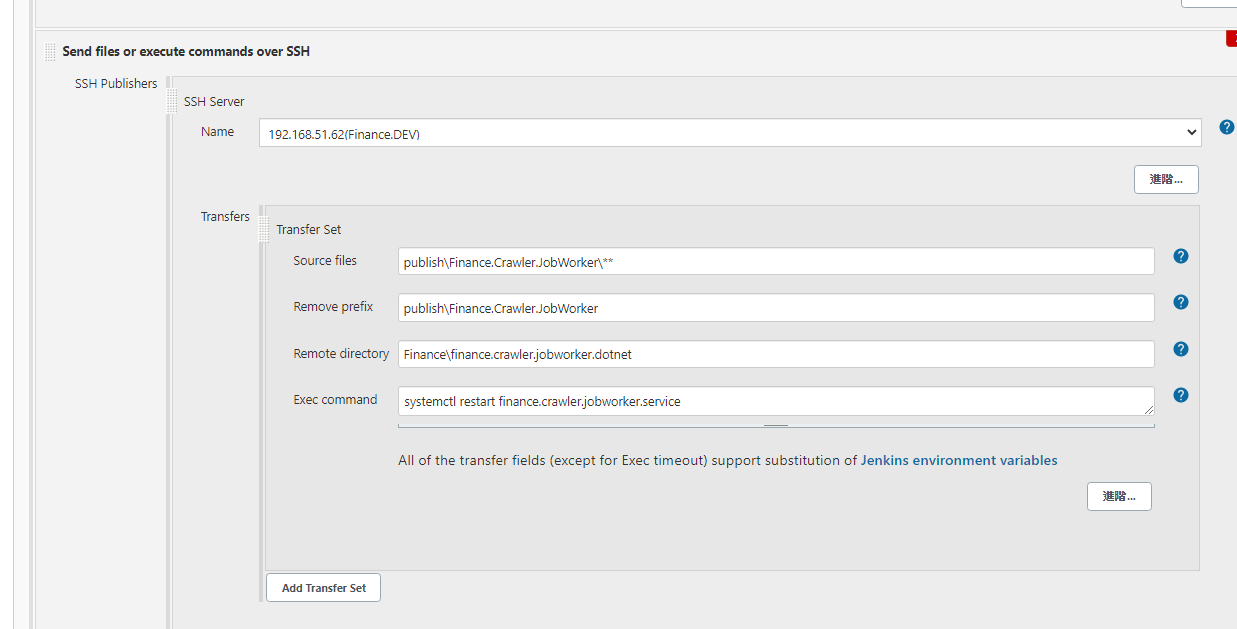 Send files or execute commands over SSH
SSH Publishers
SSH Server
Name
192.168.51.62(Finance.DEV)
進階...
Transfers
Transfer Set
Source files
publish\Finance.Crawler.JobWorker\**
Remove prefix
publish\Finance.Crawler.JobWorker
Remote directory
Finance\finance.crawler.jobworker.dotnet
Exec command
systemctl restart finance.crawler.jobworker.service
All of the transfer fields (except for Exec timeout) support substitution of Jenkins environment variables
進階...
Add Transfer Set